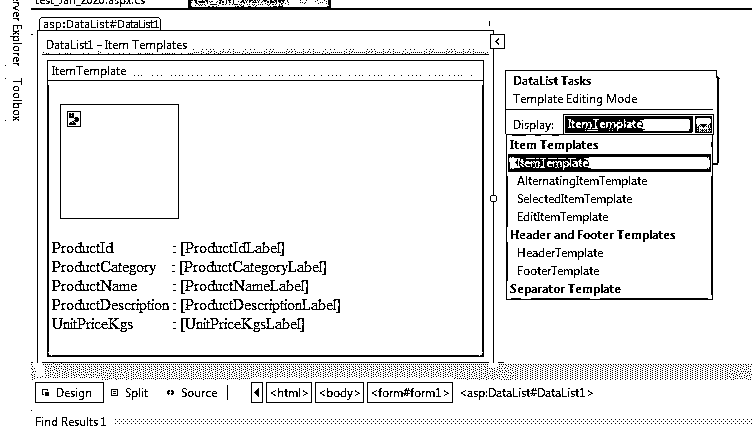 test_Jan_2020.aspx.cs
Server Explorer
Toolbox
asp:DataList#DataList1
DataList1 - Item Templates
ItemTemplate
ProductId : [ProductIdLabel]
ProductCategory : [ProductCategoryLabel]
ProductName : [ProductNameLabel]
ProductDescription : [ProductDescriptionLabel]
UnitPriceKgs : [UnitPriceKgsLabel]
DataList Tasks
Template Editing Mode
Display: ItemTemplate
Item Templates
ItemTemplate
AlternatingItemTemplate
SelectedItemTemplate
EditItemTemplate
Header and Footer Templates
HeaderTemplate
FooterTemplate
Separator Template
Design Split Source <html> <body> <form#form1> <asp:DataList#DataList1>
Find Results 1